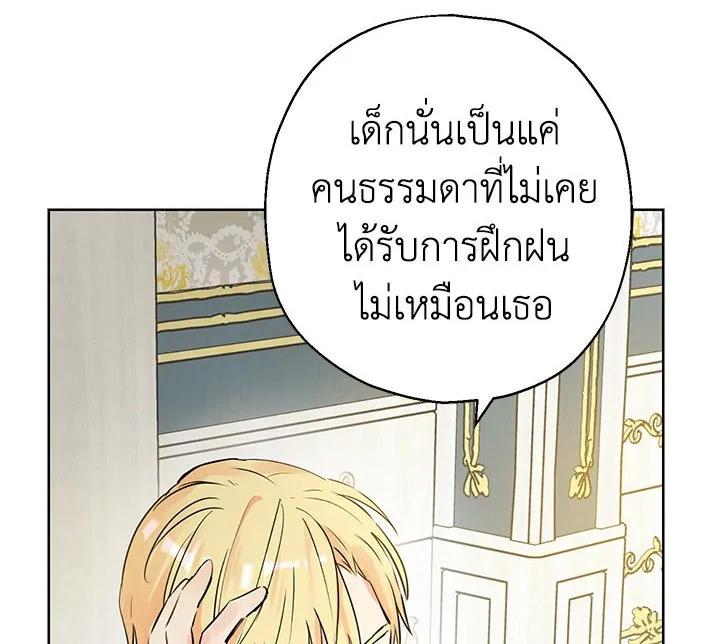 เด็กนั่นเป็นแค่
คนธรรมดาที่ไม่เคย
ได้รับการฝึกฝน
ไม่เหมือนเธอ